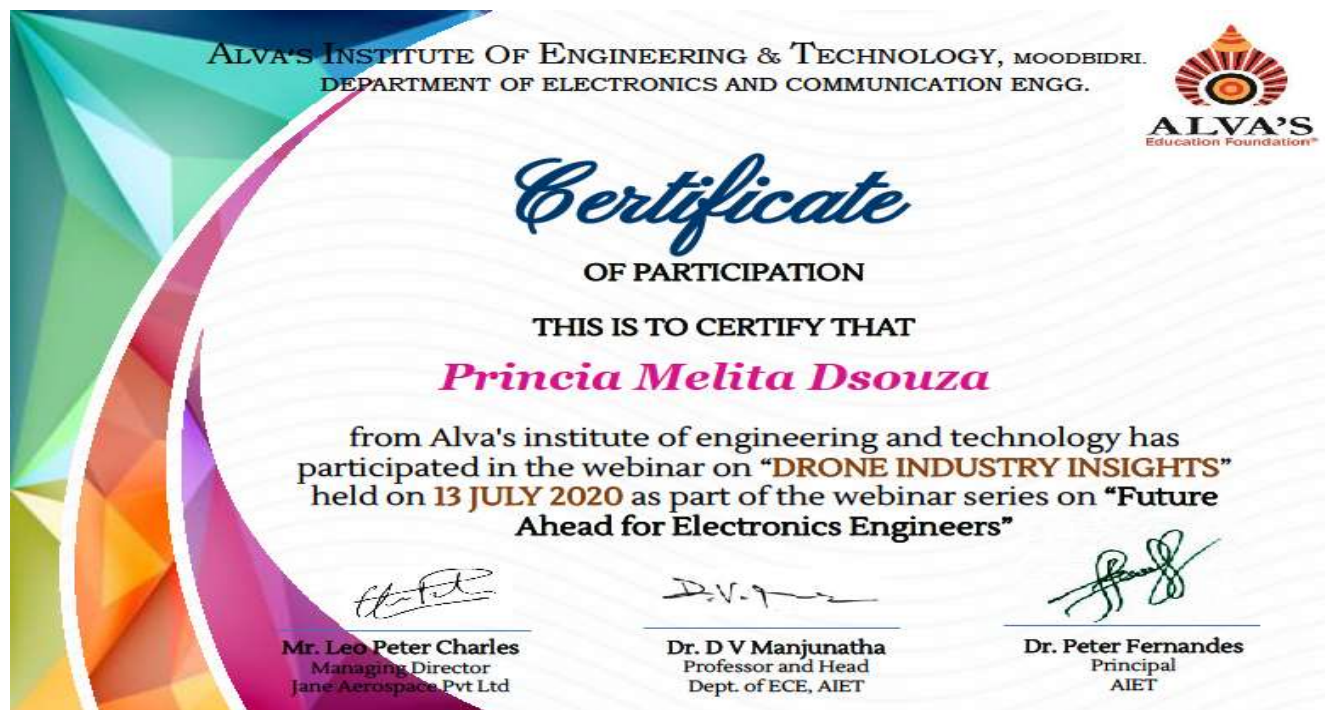 ALVA'S INSTITUTE OF ENGINEERING & TECHNOLOGY, MOODBIDRI.
DEPARTMENT OF ELECTRONICS AND COMMUNICATION ENGG.
ALVA'S
Education Foundation®
Certificate
OF PARTICIPATION
THIS IS TO CERTIFY THAT
Princia Melita Dsouza
from Alva's institute of engineering and technology has
participated in the webinar on “DRONE INDUSTRY INSIGHTS”
held on 13 JULY 2020 as part of the webinar series on “Future
Ahead for Electronics Engineers”
D.V.
Mr. Leo Peter Charles
Managing Director
Jane Aerospace Pvt Ltd
Dr. D V Manjunatha
Professor and Head
Dept. of ECE, AIET
Dr. Peter Fernandes
Principal
AIET